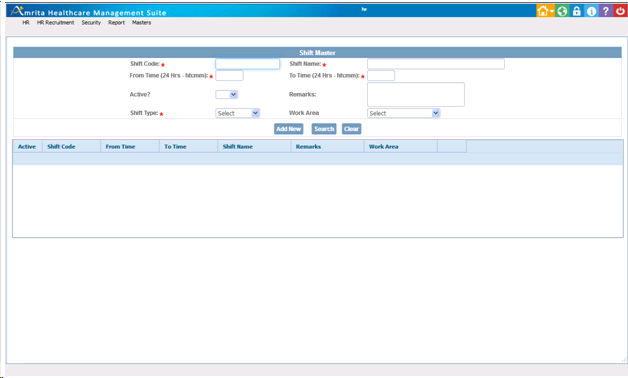 Amrita Healthcare Management Suite
hr
HR HR Recruitment Security Report Masters
Shift Master
Shift Code: * Shift Name: *
From Time (24 Hrs - hh:mm): * To Time (24 Hrs - hh:mm): *
Active? Remarks:
Shift Type: * Select Work Area Select
Add New Search Clear
Active Shift Code From Time To Time Shift Name Remarks Work Area